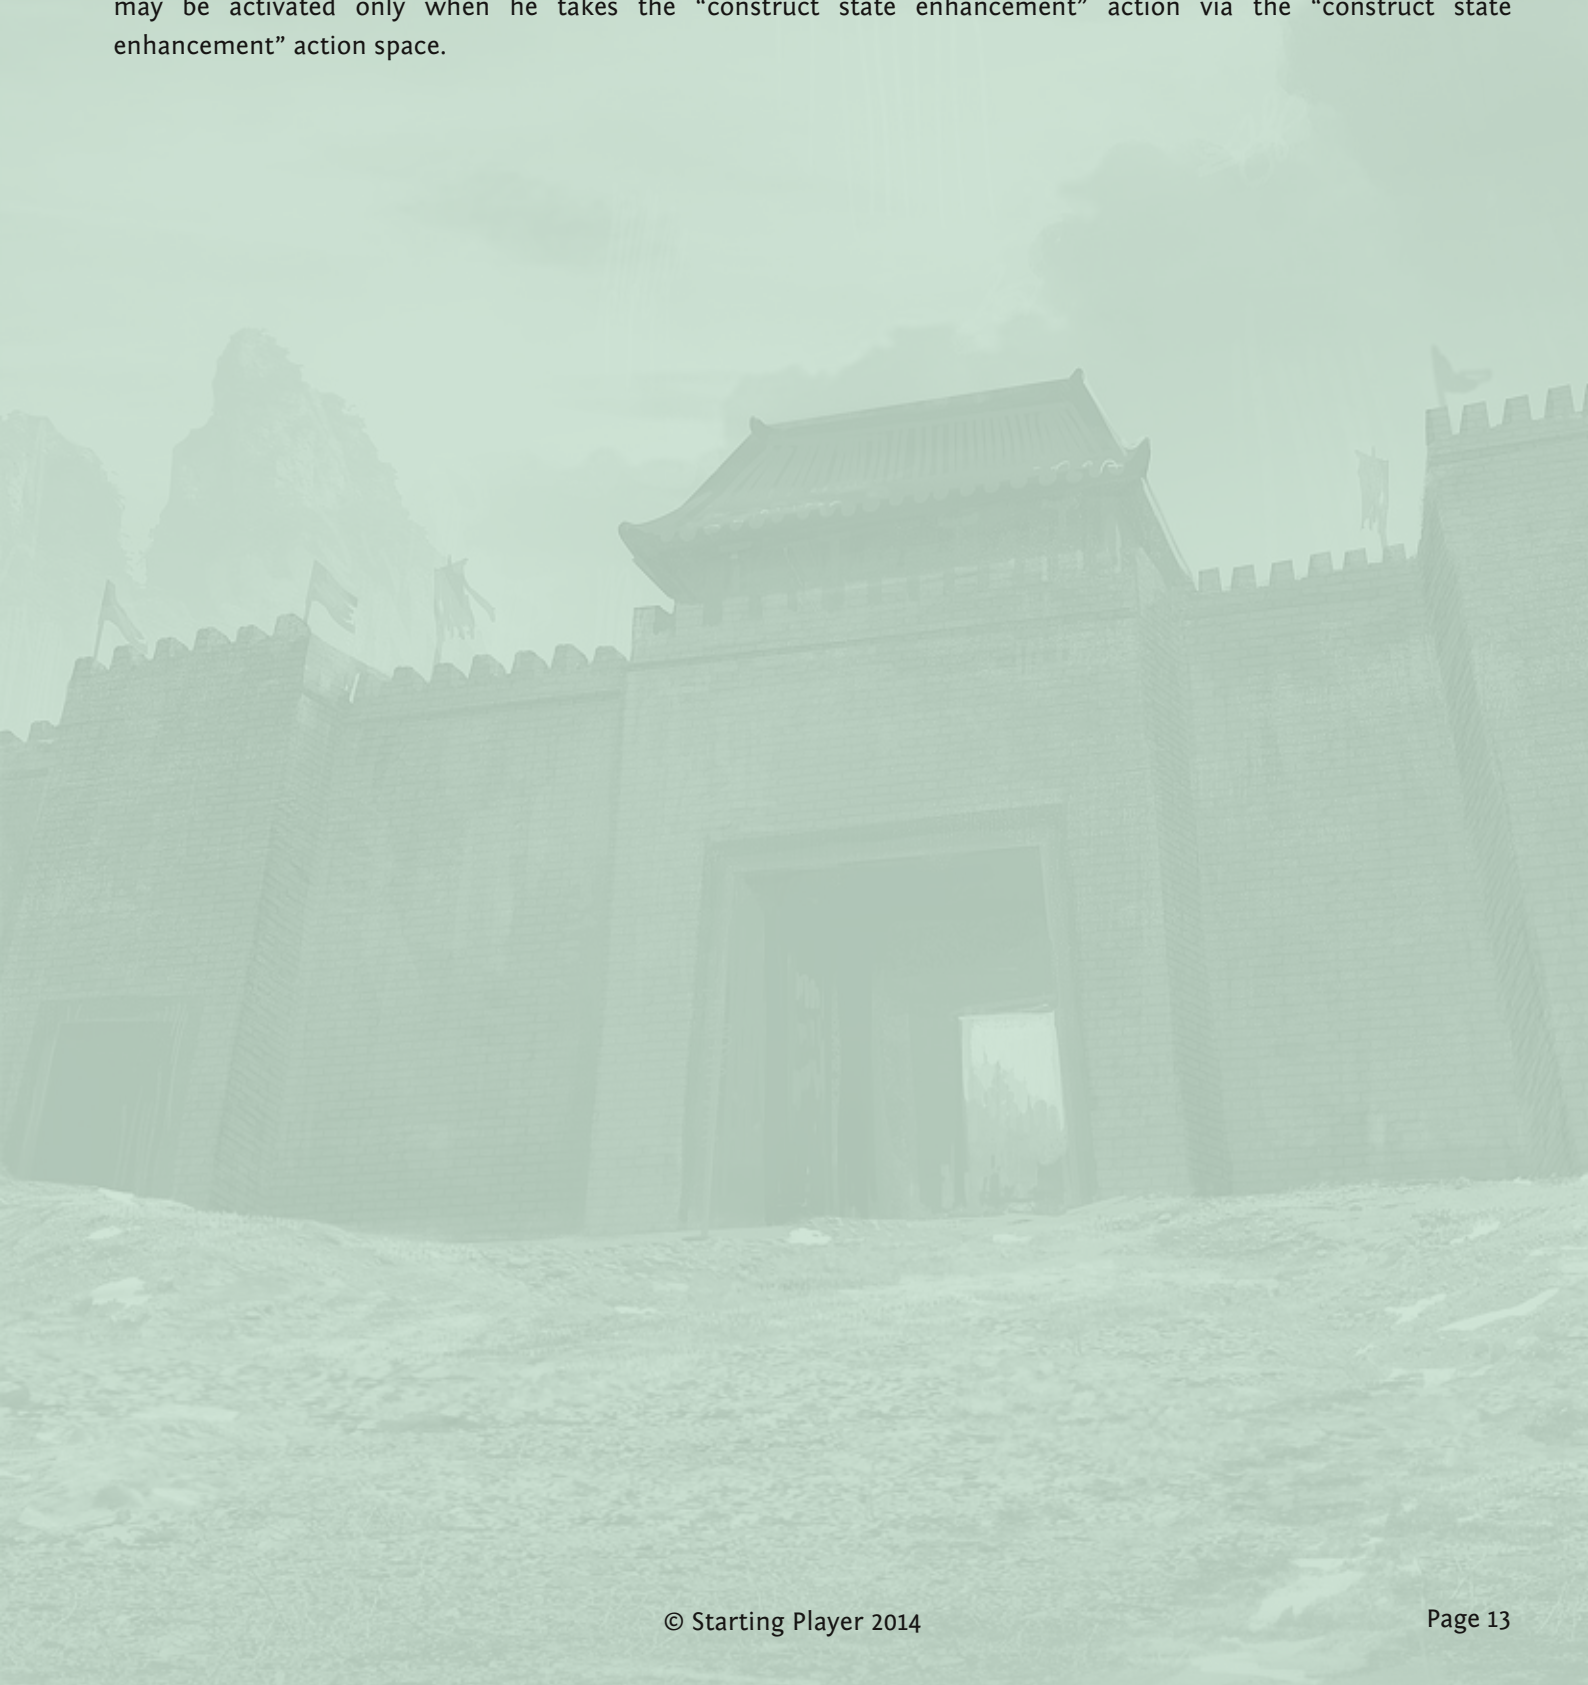 may be activated only when he takes the “construct state enhancement” action via the “construct state
enhancement” action space.
© Starting Player 2014
Page 13